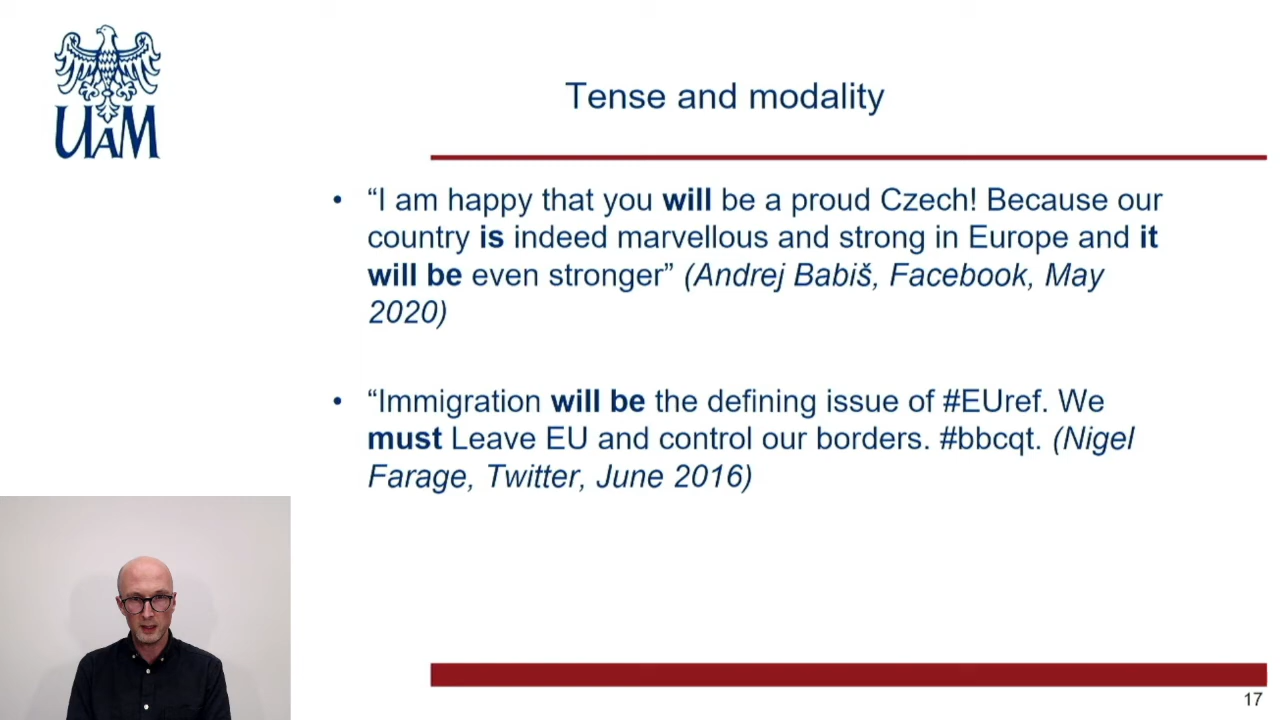 UAM
Tense and modality
• “I am happy that you will be a proud Czech! Because our
country is indeed marvellous and strong in Europe and it
will be even stronger” (Andrej Babiš, Facebook, May
2020)
• “Immigration will be the defining issue of #EUref. We
must Leave EU and control our borders. #bbcqt. (Nigel
Farage, Twitter, June 2016)
17